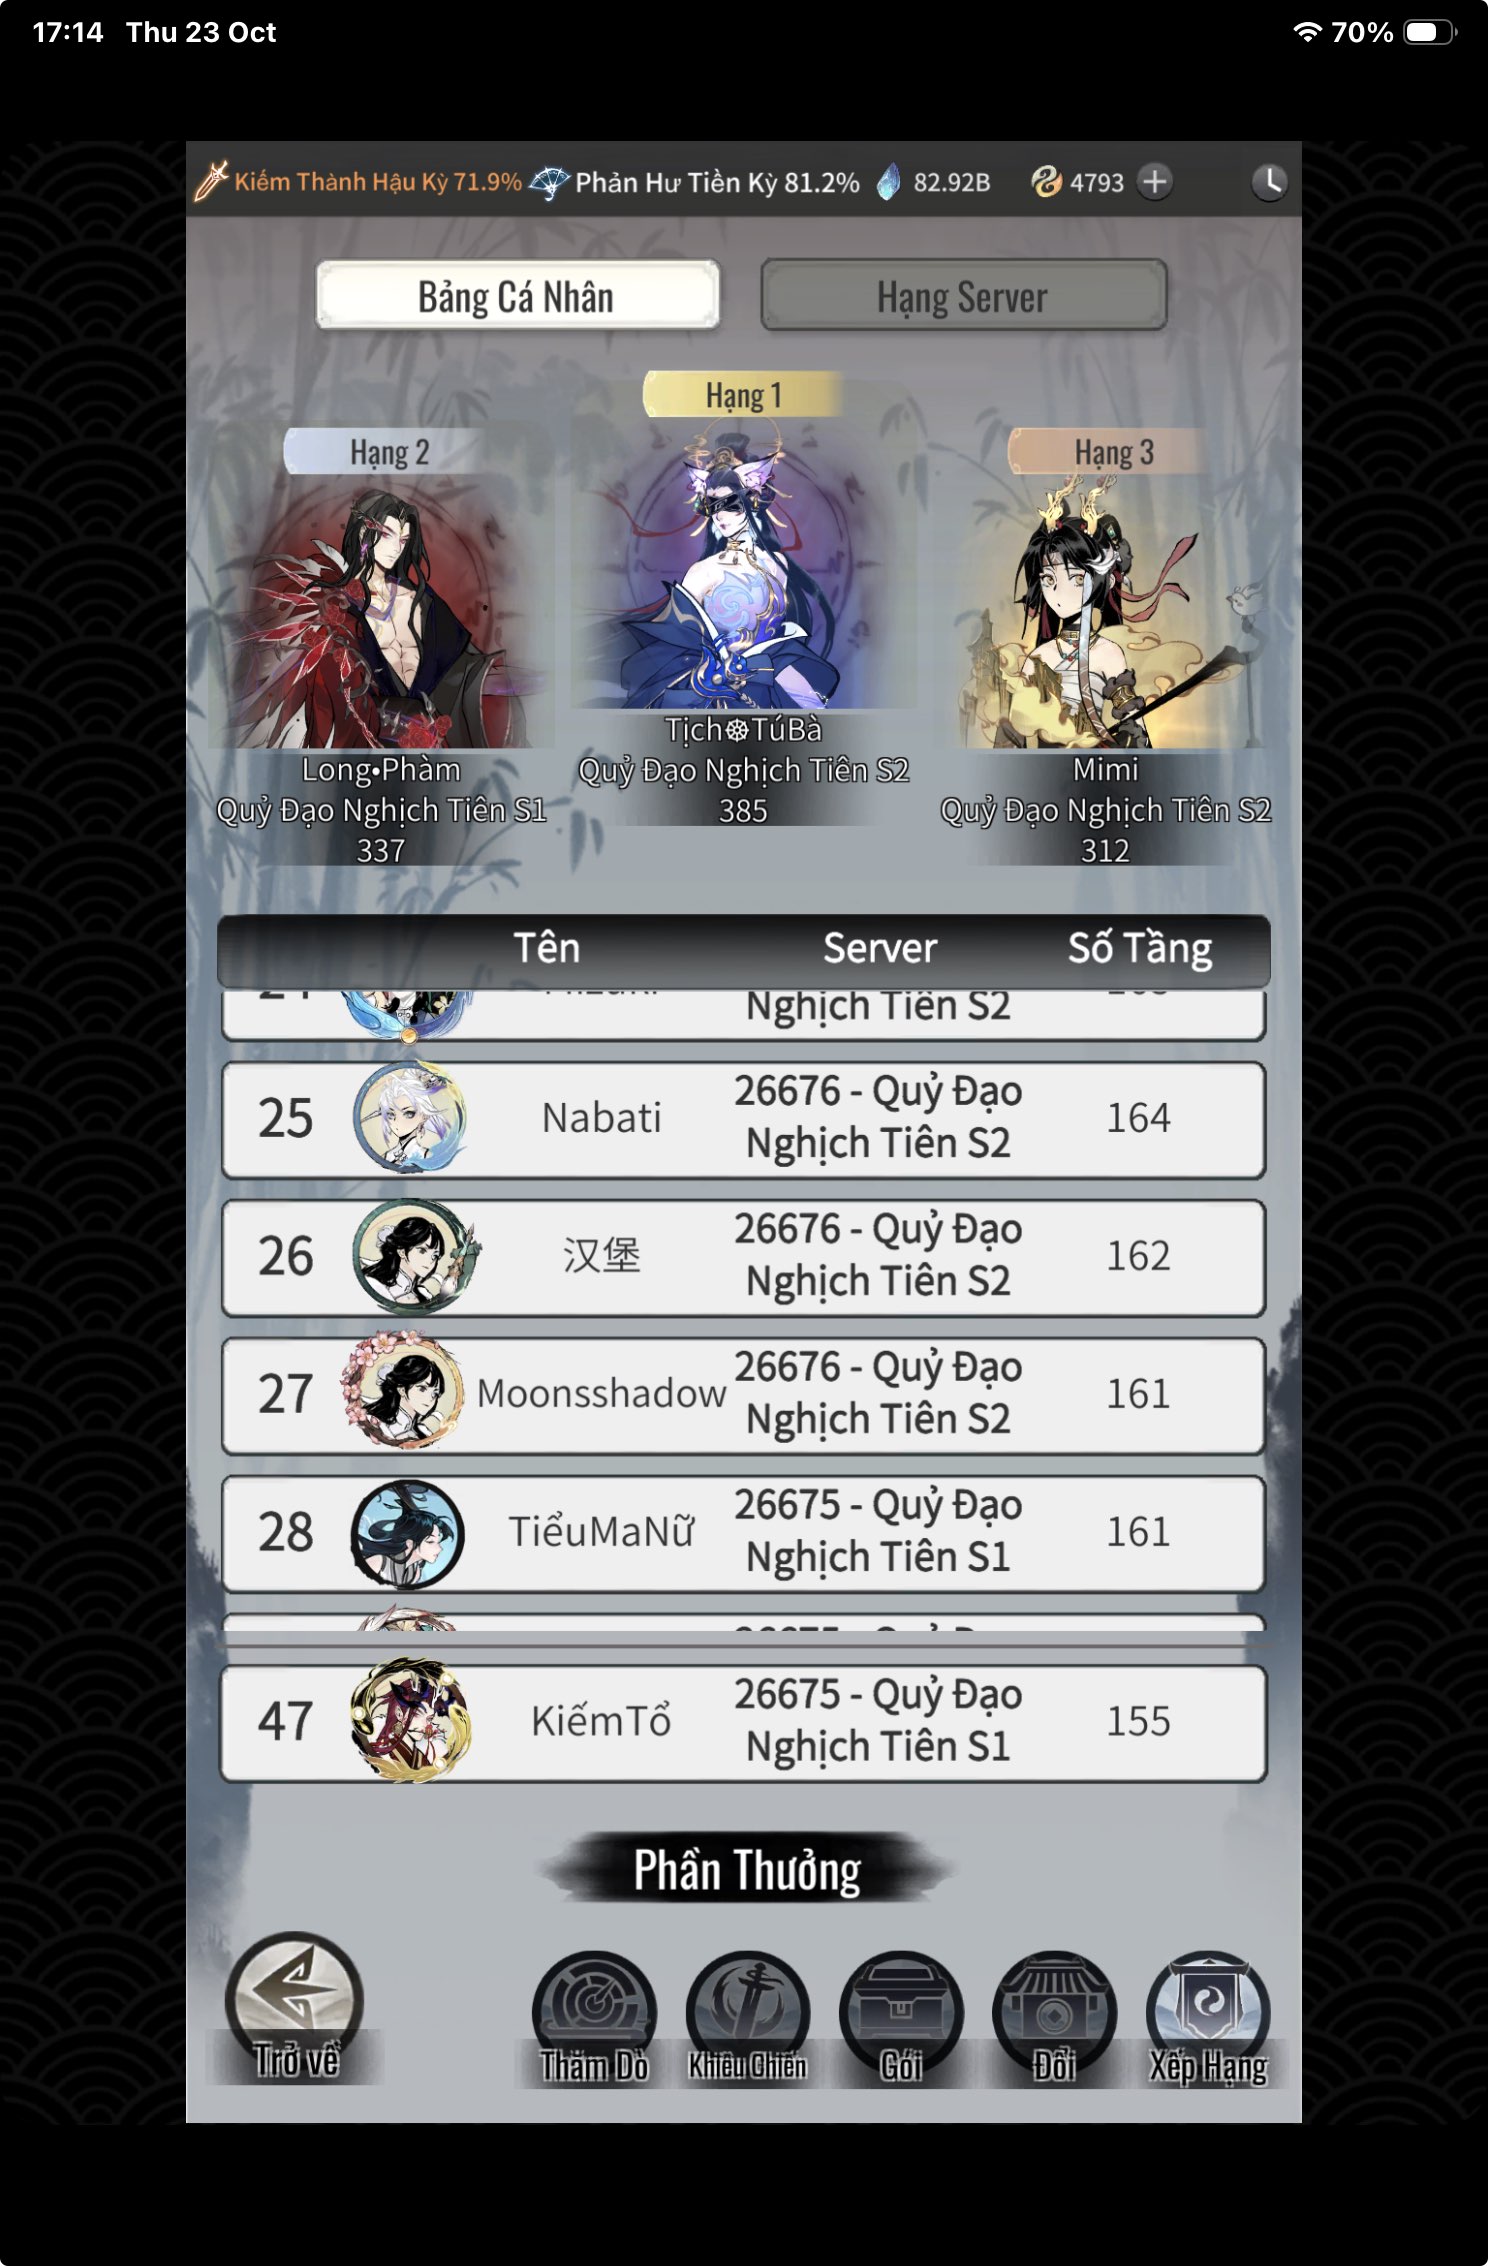 17:14 Thu 23 Oct 70%
Kiếm Thành Hậu Kỳ 71.9% Phản Hư Tiền Kỳ 81.2% 82.92B 4793
Bảng Cá Nhân Hạng Server
Hạng 1
Hạng 2 Hạng 3
Tịch☸TúBà
Quỷ Đạo Nghịch Tiên S2
385
Long•Phàm
Quỷ Đạo Nghịch Tiên S1
337
Mimi
Quỷ Đạo Nghịch Tiên S2
312
Tên Server Số Tầng
Nghịch Tiên S2
25 Nabati 26676 - Quỷ Đạo 164
Nghịch Tiên S2
26 汉堡 26676 - Quỷ Đạo 162
Nghịch Tiên S2
27 Moonsshadow 26676 - Quỷ Đạo 161
Nghịch Tiên S2
28 TiểuMaNữ 26675 - Quỷ Đạo 161
Nghịch Tiên S1
47 KiếmTổ 26675 - Quỷ Đạo 155
Nghịch Tiên S1
Phần Thưởng
Trở về Thăm Dò Khiêu Chiến Gói Đổi Xếp Hạng